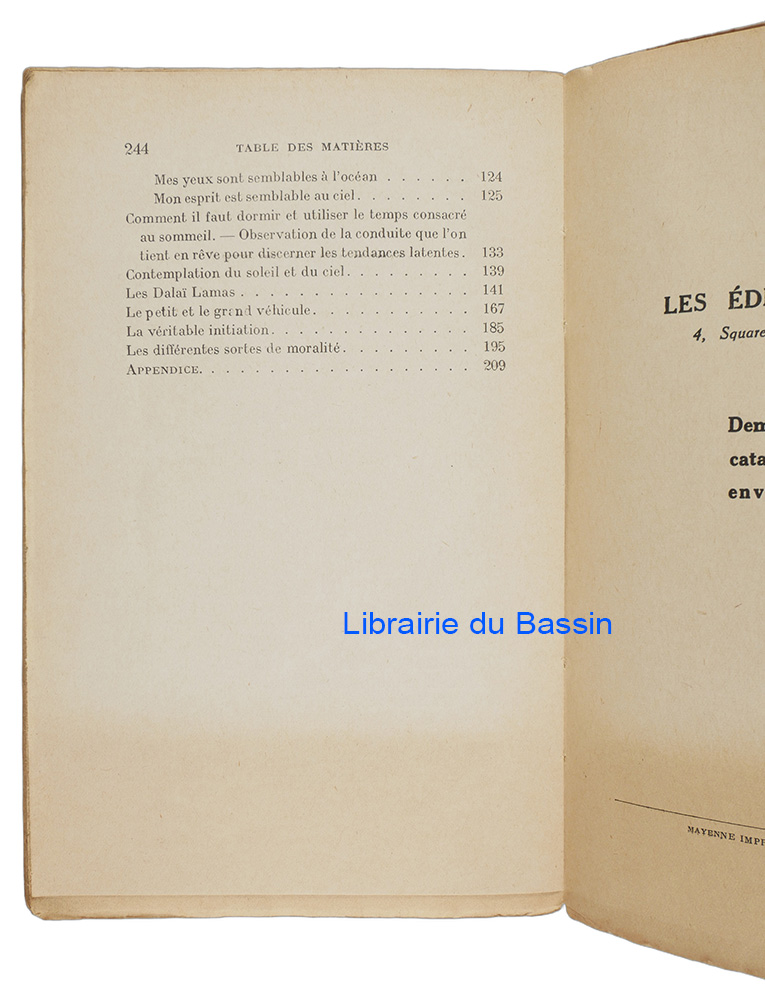 244 TABLE DES MATIÈRES
Mes yeux sont semblables à l'océan . . . . . . 124
Mon esprit est semblable au ciel. . . . . . . . 125
Comment il faut dormir et utiliser le temps consacré
au sommeil. — Observation de la conduite que l'on
tient en rêve pour discerner les tendances latentes. 133
Contemplation du soleil et du ciel. . . . . . . . . 139
Les Dalaï Lamas . . . . . . . . . . . . . . 141
Le petit et le grand véhicule. . . . . . . . . . . 167
La véritable initiation. . . . . . . . . . . . . 185
Les différentes sortes de moralité. . . . . . . . . 195
APPENDICE. . . . . . . . . . . . . . . . . 209
Librairie du Bassin
LES ÉDI
4, Square
Dem
cata
env
MAYENNE IMPR